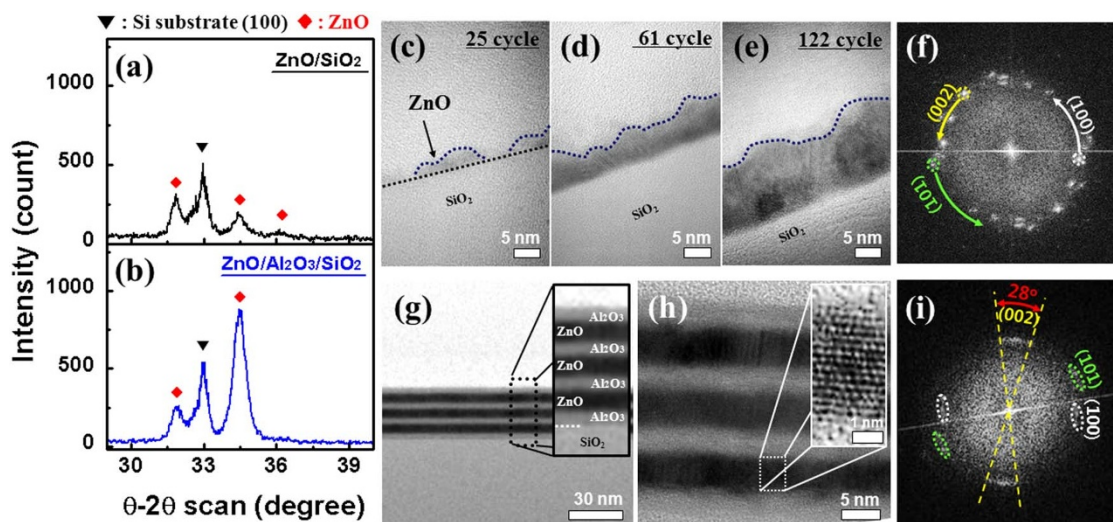 ▼ : Si substrate (100) ◆ : ZnO
(a)
ZnO/SiO₂
1000
500
0
(b)
ZnO/Al₂O₃/SiO₂
1000
500
0
30 33 36 39
Intensity (count)
θ-2θ scan (degree)
(c) 25 cycle
ZnO
SiO₂
5 nm
(d) 61 cycle
SiO₂
5 nm
(e) 122 cycle
SiO₂
5 nm
(f)
(002)
(100)
(101)
(g)
Al₂O₃
ZnO
Al₂O₃
ZnO
Al₂O₃
ZnO
Al₂O₃
SiO₂
30 nm
(h)
1 nm
5 nm
(i)
28°
(002)
(101)
(100)